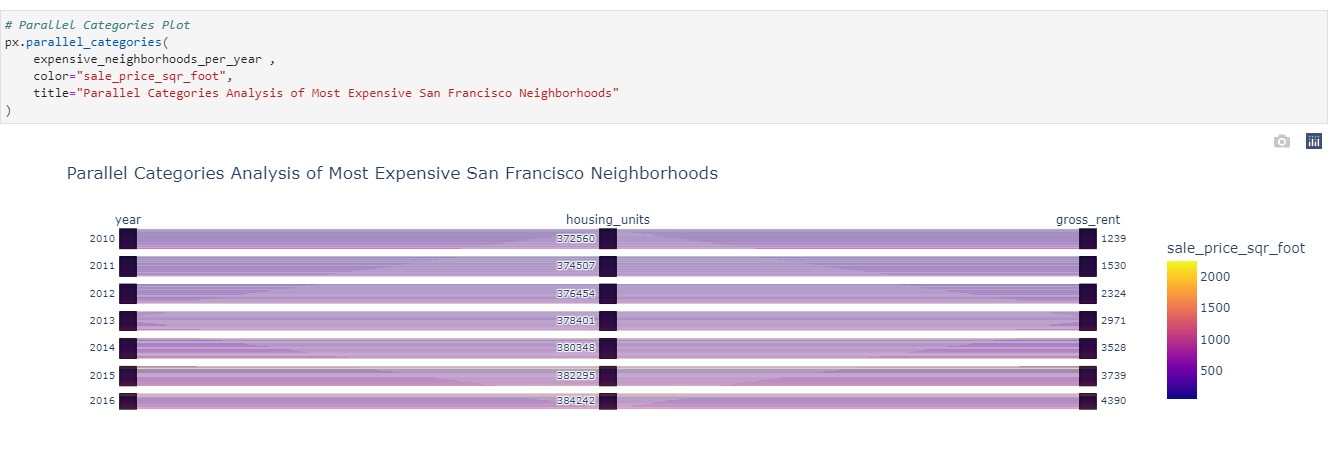 # Parallel Categories Plot
px.parallel_categories(
    expensive_neighborhoods_per_year ,
    color="sale_price_sqr_foot",
    title="Parallel Categories Analysis of Most Expensive San Francisco Neighborhoods"
)
Parallel Categories Analysis of Most Expensive San Francisco Neighborhoods
year housing_units gross_rent
2010 372560 1239
2011 374507 1530
2012 376454 2324
2013 378401 2971
2014 380348 3528
2015 382295 3739
2016 384242 4390
sale_price_sqr_foot
2000
1500
1000
500